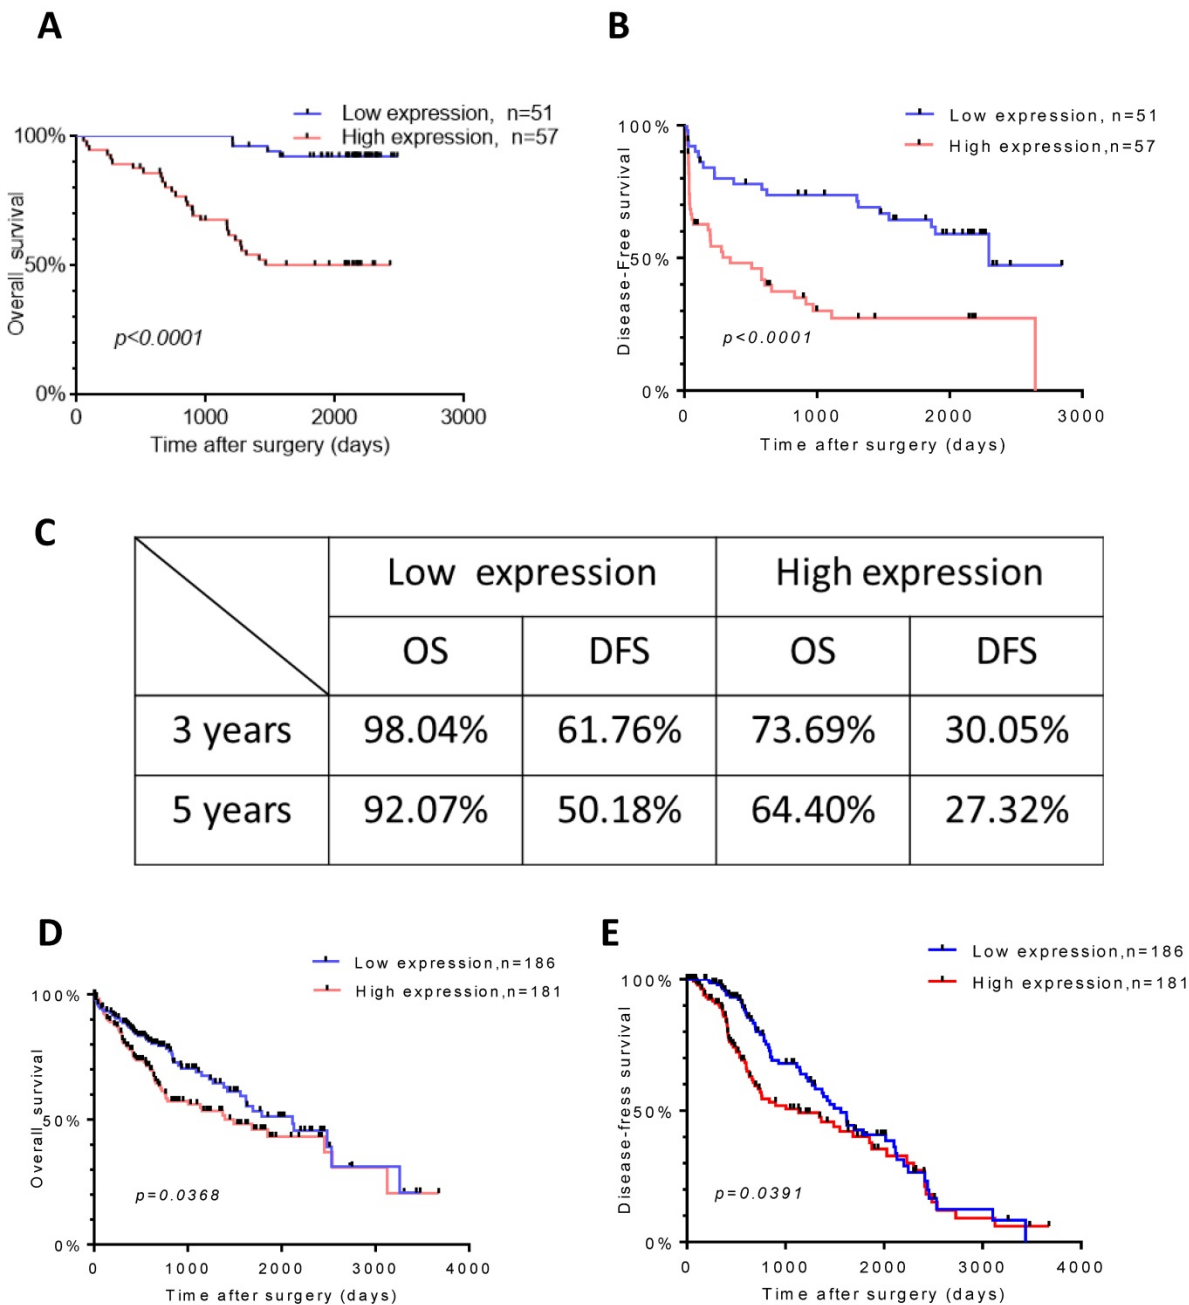 A
Low expression, n=51
High expression, n=57
100%
50%
0%
Overall survival
p<0.0001
0 1000 2000 3000
Time after surgery (days)
B
Low expression, n=51
High expression,n=57
100%
50%
0%
Disease-Free survival
p<0.0001
0 1000 2000 3000
Time after surgery (days)
C
Low expression High expression
OS DFS OS DFS
3 years 98.04% 61.76% 73.69% 30.05%
5 years 92.07% 50.18% 64.40% 27.32%
D
Low expression,n=186
High expression,n=181
100%
50%
0%
Overall survival
p=0.0368
0 1000 2000 3000 4000
Time after surgery (days)
E
Low expression,n=186
High expression,n=181
100%
50%
0%
Disease-fress survival
p=0.0391
0 1000 2000 3000 4000
Time after surgery (days)